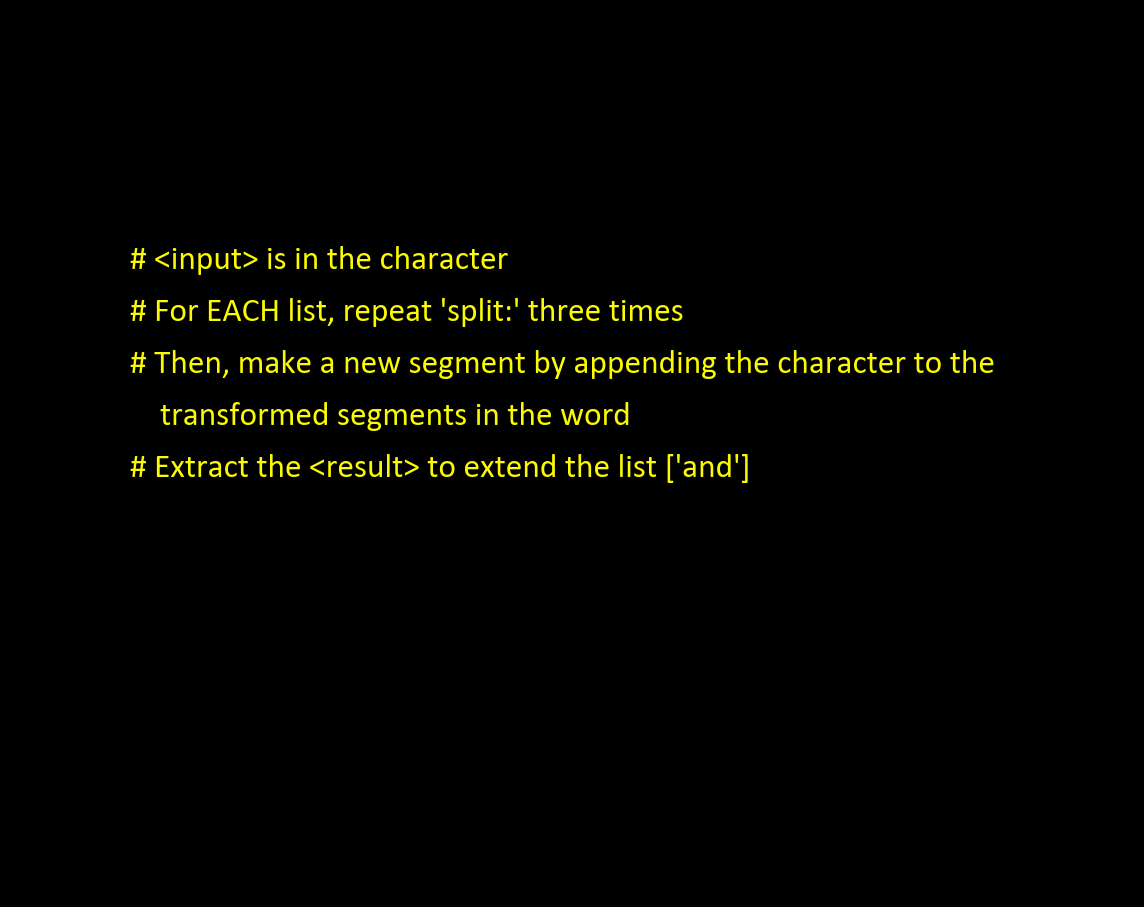 # <input> is in the character
# For EACH list, repeat 'split:' three times
# Then, make a new segment by appending the character to the
transformed segments in the word
# Extract the <result> to extend the list ['and']